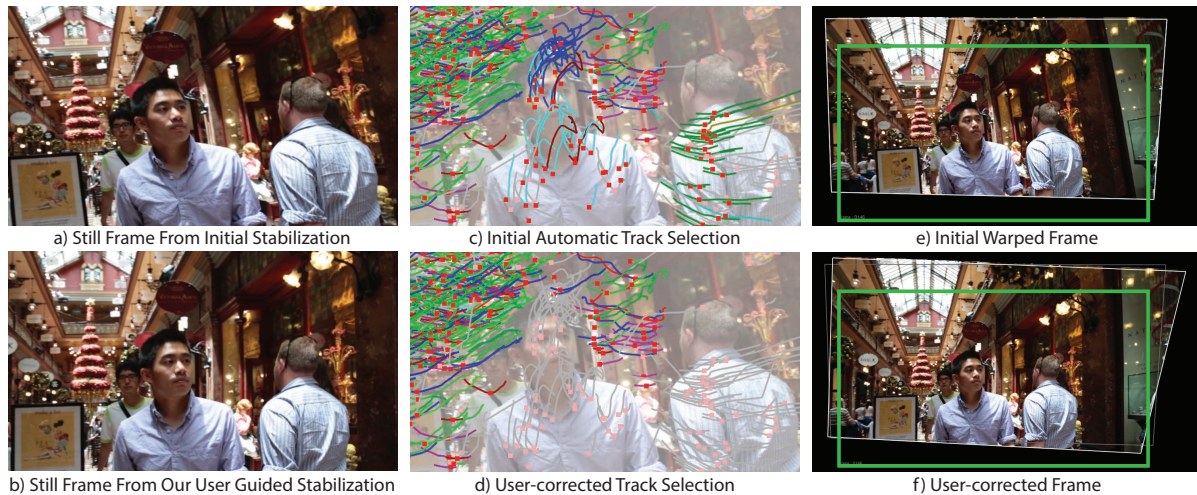 a) Still Frame From Initial Stabilization
c) Initial Automatic Track Selection
e) Initial Warped Frame
b) Still Frame From Our User Guided Stabilization
d) User-corrected Track Selection
f) User-corrected Frame